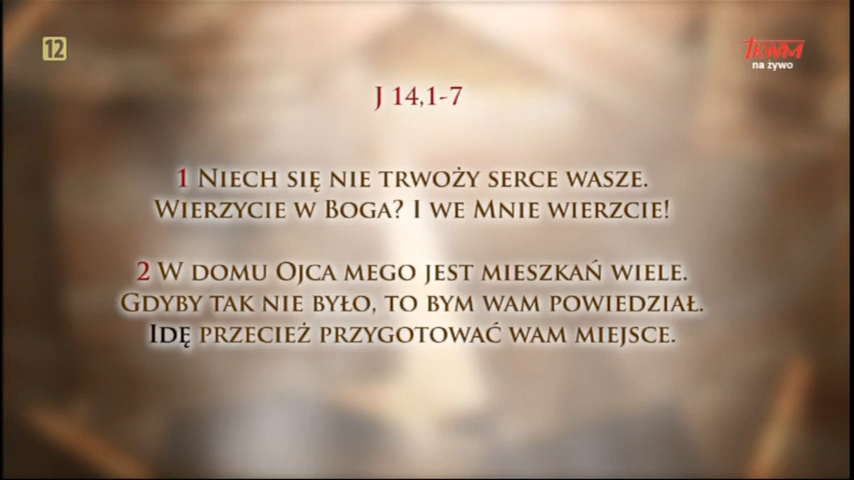 12
TRWAM
na żywo
J 14,1-7
1 Niech się nie trwoży serce wasze.
Wierzycie w Boga? I we Mnie wierzcie!
2 W domu Ojca mego jest mieszkań wiele.
Gdyby tak nie było, to bym wam powiedział.
Idę przecież przygotować wam miejsce.